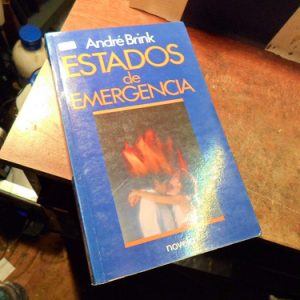 André Brink
ESTADOS
de
EMERGENCIA
novela